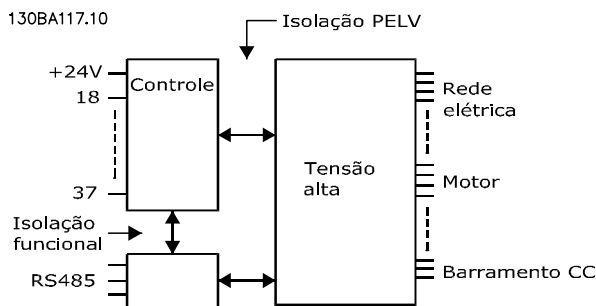 130BA117.10
Isolação PELV
+24V
18
37
Controle
Tensão
alta
Rede
elétrica
Motor
Barramento CC
Isolação
funcional
RS485